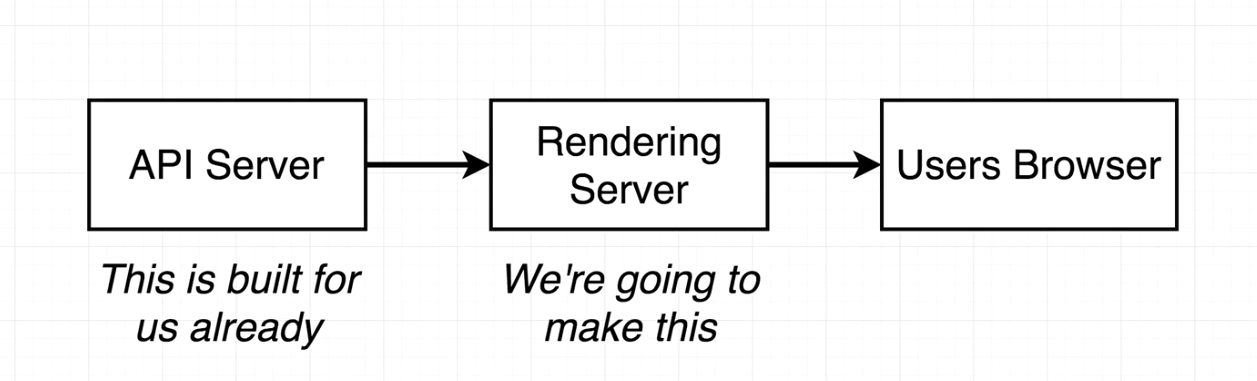 API Server
Rendering
Server
Users Browser
This is built for
us already
We're going to
make this